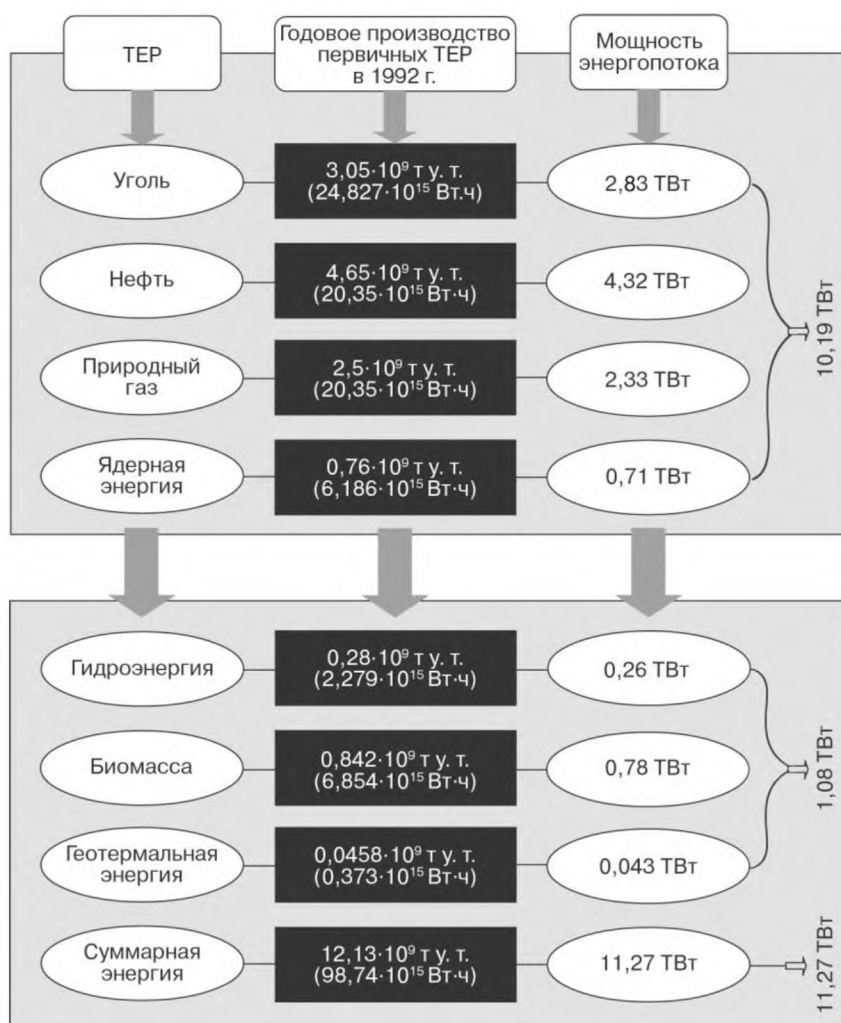 ТЕР
Годовое производство
первичных ТЕР
в 1992 г.
Мощность
энергопотока
Уголь
3,05·10⁹ т у. т.
(24,827·10¹⁵ Вт.ч)
2,83 ТВт
Нефть
4,65·10⁹ т у. т.
(20,35·10¹⁵ Вт·ч)
4,32 ТВт
Природный
газ
2,5·10⁹ т у. т.
(20,35·10¹⁵ Вт·ч)
2,33 ТВт
Ядерная
энергия
0,76·10⁹ т у. т.
(6,186·10¹⁵ Вт·ч)
0,71 ТВт
10,19 ТВт
Гидроэнергия
0,28·10⁹ т у. т.
(2,279·10¹⁵ Вт·ч)
0,26 ТВт
Биомасса
0,842·10⁹ т у. т.
(6,854·10¹⁵ Вт·ч)
0,78 ТВт
Геотермальная
энергия
0,0458·10⁹ т у. т.
(0,373·10¹⁵ Вт·ч)
0,043 ТВт
1,08 ТВт
Суммарная
энергия
12,13·10⁹ т у. т.
(98,74·10¹⁵ Вт·ч)
11,27 ТВт
11,27 ТВт